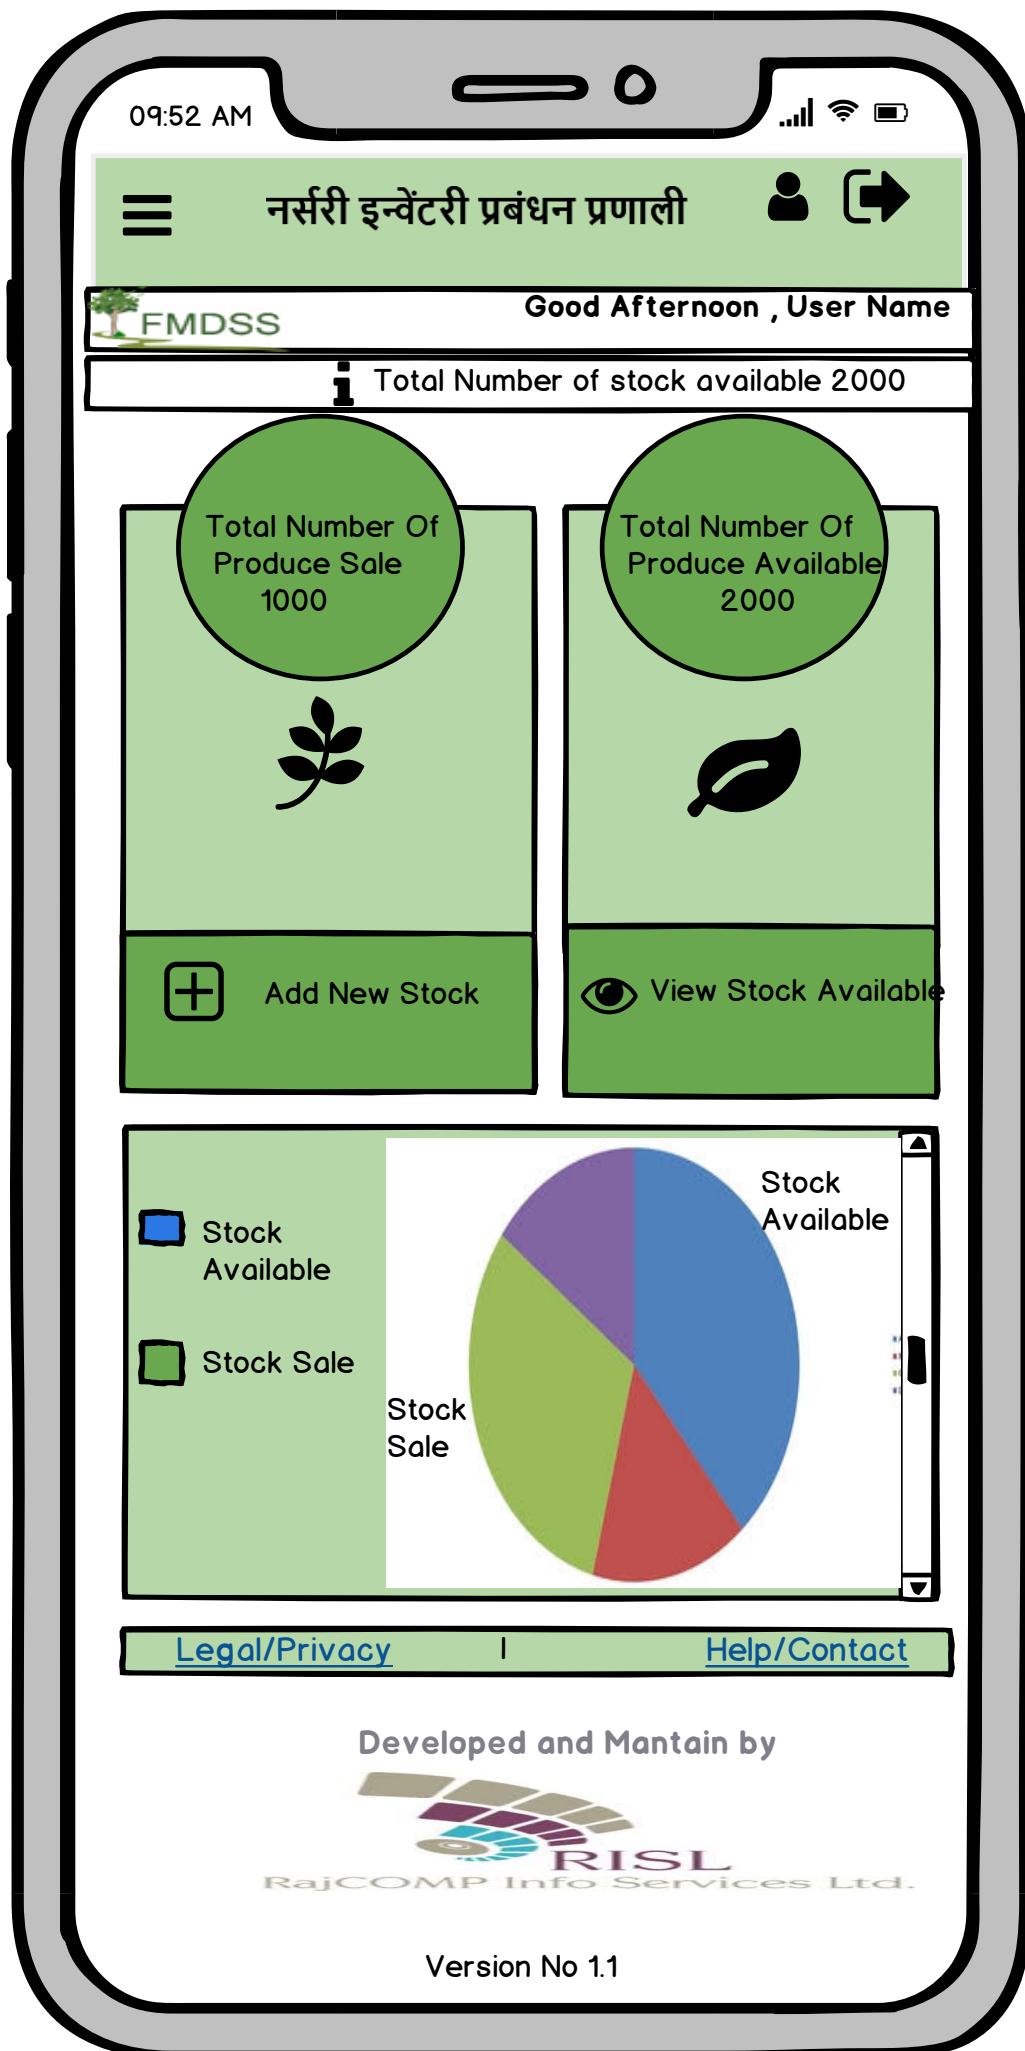 09:52 AM
नर्सरी इन्वेंटरी प्रबंधन प्रणाली
FMDSS
Good Afternoon , User Name
Total Number of stock available 2000
Total Number Of
Produce Sale
1000
Total Number Of
Produce Available
2000
Add New Stock
View Stock Available
Stock
Available
Stock Sale
Stock
Available
Stock
Sale
Legal/Privacy | Help/Contact
Developed and Mantain by
RISL
RajCOMP Info Services Ltd.
Version No 1.1